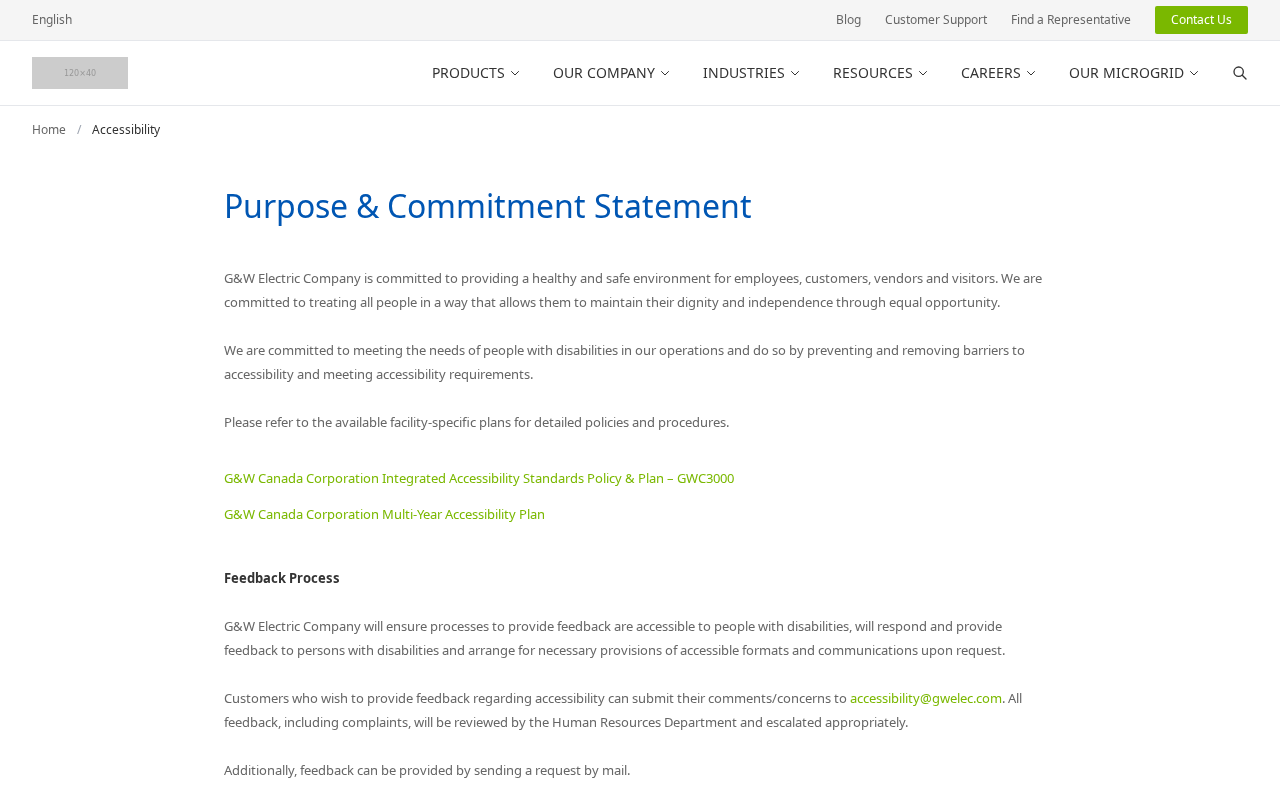 English
Blog
Customer Support
Find a Representative
Contact Us
120×40
PRODUCTS
OUR COMPANY
INDUSTRIES
RESOURCES
CAREERS
OUR MICROGRID
Home / Accessibility
Purpose & Commitment Statement
G&W Electric Company is committed to providing a healthy and safe environment for employees, customers, vendors and visitors. We are
committed to treating all people in a way that allows them to maintain their dignity and independence through equal opportunity.
We are committed to meeting the needs of people with disabilities in our operations and do so by preventing and removing barriers to
accessibility and meeting accessibility requirements.
Please refer to the available facility-specific plans for detailed policies and procedures.
G&W Canada Corporation Integrated Accessibility Standards Policy & Plan – GWC3000
G&W Canada Corporation Multi-Year Accessibility Plan
Feedback Process
G&W Electric Company will ensure processes to provide feedback are accessible to people with disabilities, will respond and provide
feedback to persons with disabilities and arrange for necessary provisions of accessible formats and communications upon request.
Customers who wish to provide feedback regarding accessibility can submit their comments/concerns to accessibility@gwelec.com. All
feedback, including complaints, will be reviewed by the Human Resources Department and escalated appropriately.
Additionally, feedback can be provided by sending a request by mail.